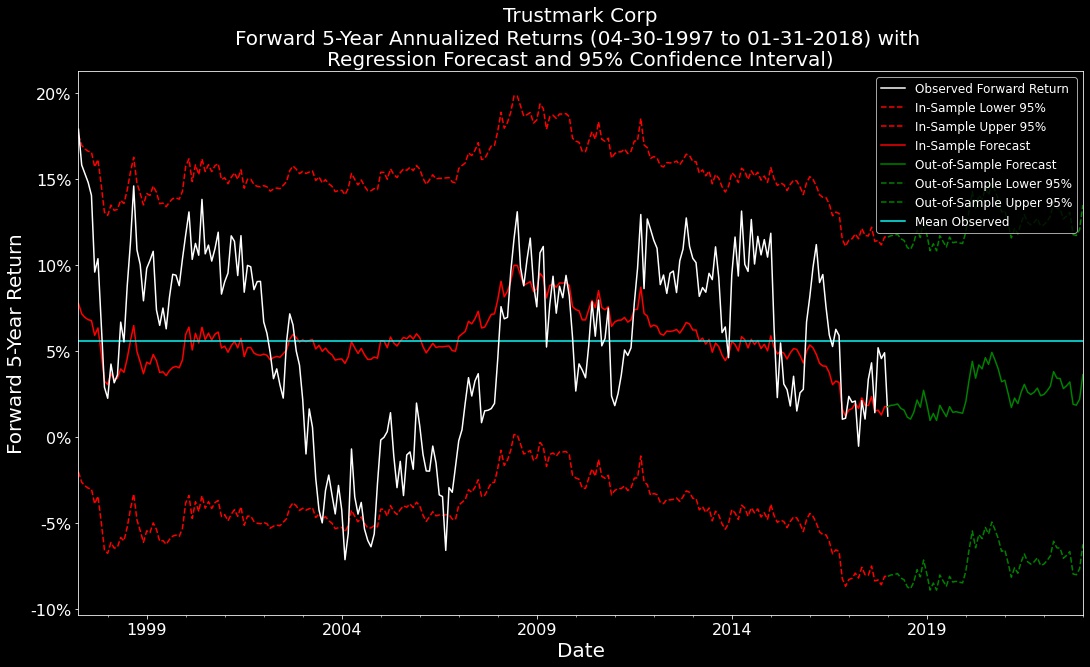 Trustmark Corp
Forward 5-Year Annualized Returns (04-30-1997 to 01-31-2018) with
Regression Forecast and 95% Confidence Interval)
Observed Forward Return
In-Sample Lower 95%
In-Sample Upper 95%
In-Sample Forecast
Out-of-Sample Forecast
Out-of-Sample Lower 95%
Out-of-Sample Upper 95%
Mean Observed
Forward 5-Year Return
20%
15%
10%
5%
0%
-5%
-10%
1999
2004
2009
2014
2019
Date